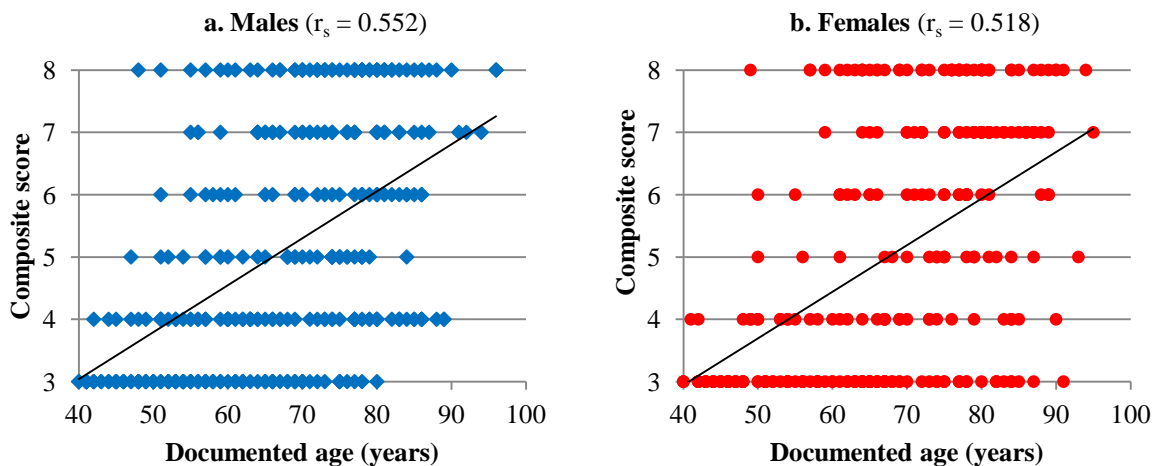 a. Males (rs = 0.552)
8
7
6
5
4
3
Composite score
40 50 60 70 80 90 100
Documented age (years)
b. Females (rs = 0.518)
8
7
6
5
4
3
Composite score
40 50 60 70 80 90 100
Documented age (years)